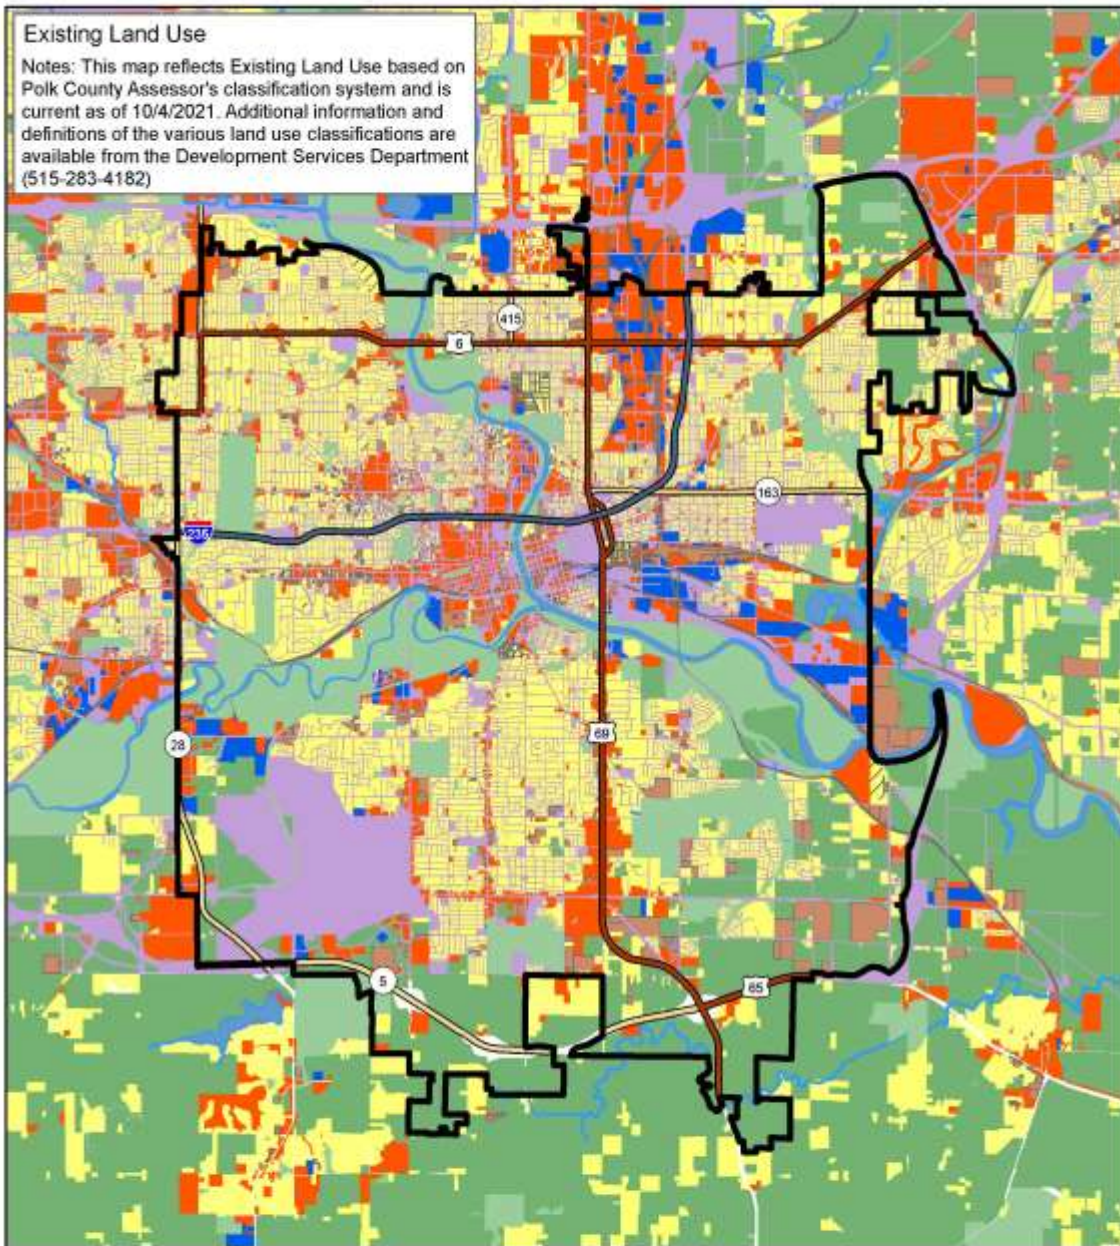 Existing Land Use
Notes: This map reflects Existing Land Use based on
Polk County Assessor's classification system and is
current as of 10/4/2021. Additional information and
definitions of the various land use classifications are
available from the Development Services Department
(515-283-4182)
415
6
163
235
69
28
5
65